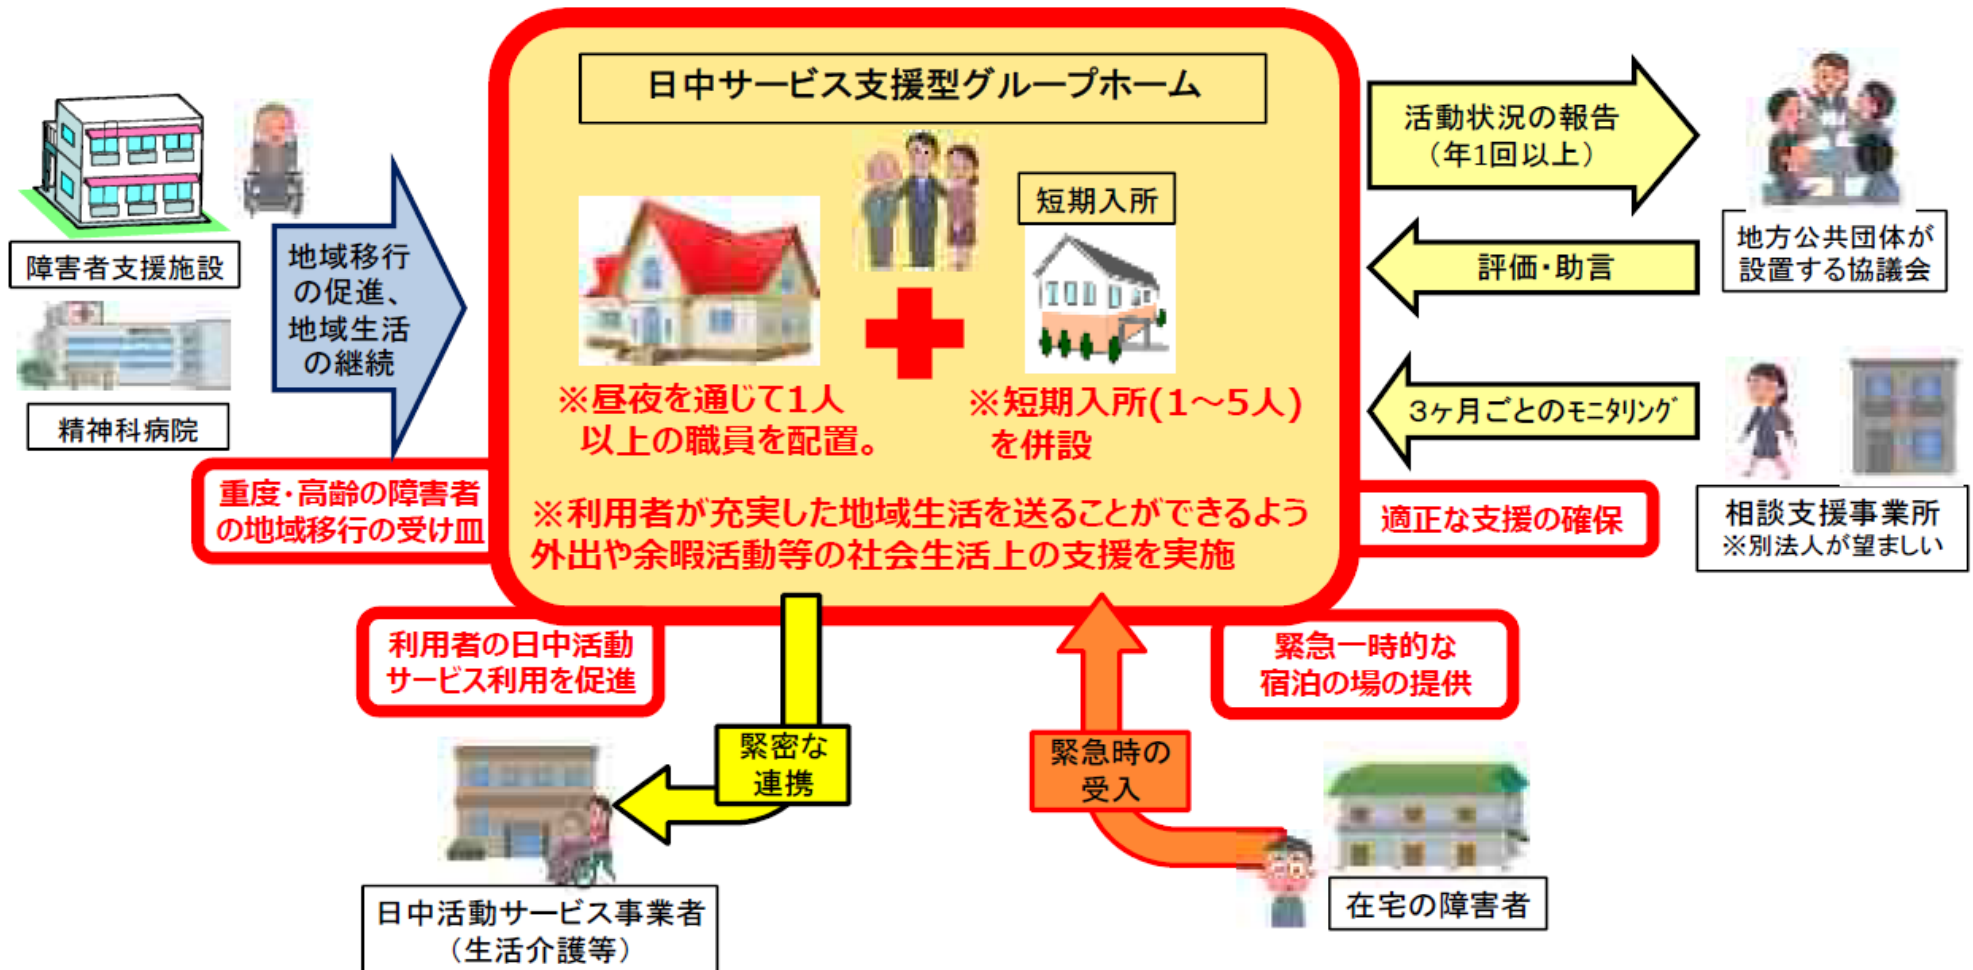 日中サービス支援型グループホーム
短期入所
※昼夜を通じて1人
以上の職員を配置。
※短期入所(1～5人)
を併設
※利用者が充実した地域生活を送ることができるよう
外出や余暇活動等の社会生活上の支援を実施
障害者支援施設
精神科病院
地域移行
の促進、
地域生活
の継続
重度・高齢の障害者
の地域移行の受け皿
活動状況の報告
（年1回以上）
評価・助言
地方公共団体が
設置する協議会
3ヶ月ごとのモニタリング
相談支援事業所
※別法人が望ましい
適正な支援の確保
利用者の日中活動
サービス利用を促進
緊密な
連携
日中活動サービス事業者
（生活介護等）
緊急一時的な
宿泊の場の提供
緊急時の
受入
在宅の障害者